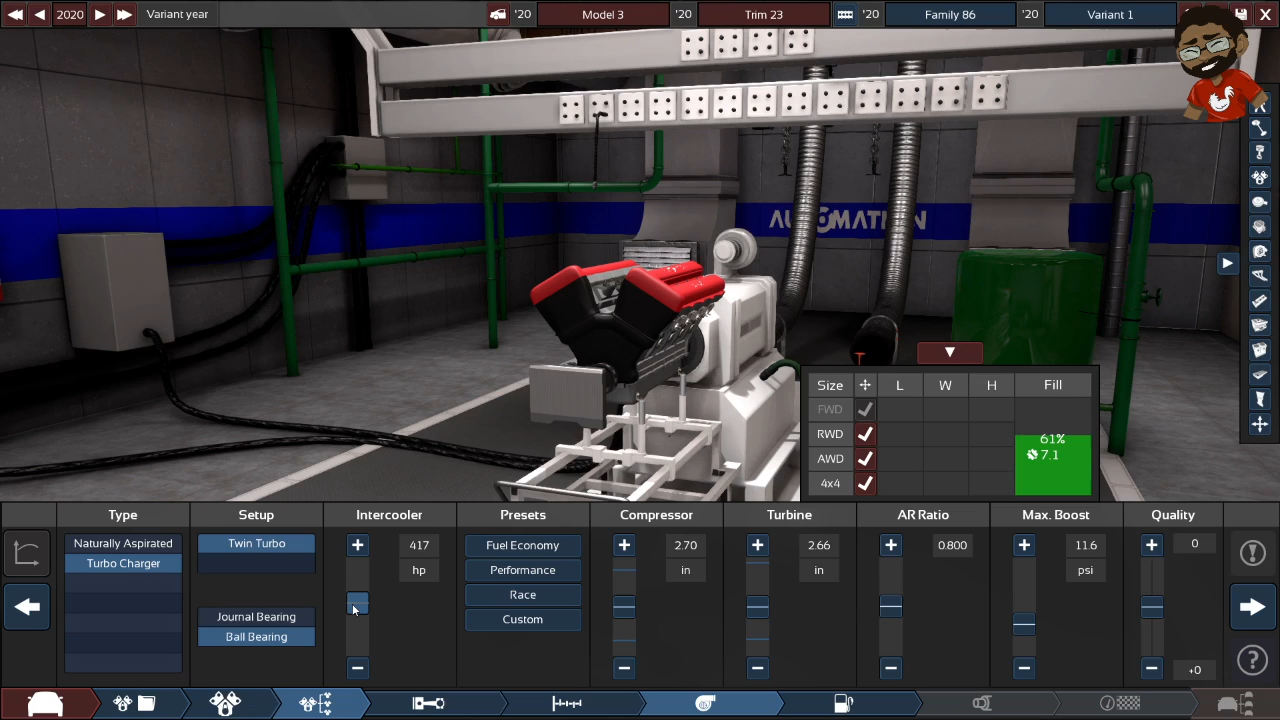 2020 Variant year '20 Model 3 '20 Trim 23 '20 Family 86 '20 Variant 1
AUTOMATION
Size L W H Fill
FWD
RWD 61%
AWD 7.1
4x4
Type Setup Intercooler Presets Compressor Turbine AR Ratio Max. Boost Quality
Naturally Aspirated Twin Turbo 417 Fuel Economy 2.70 2.66 0.800 11.6 0
Turbo Charger hp Performance in in psi
Race
Journal Bearing Custom
Ball Bearing
+0